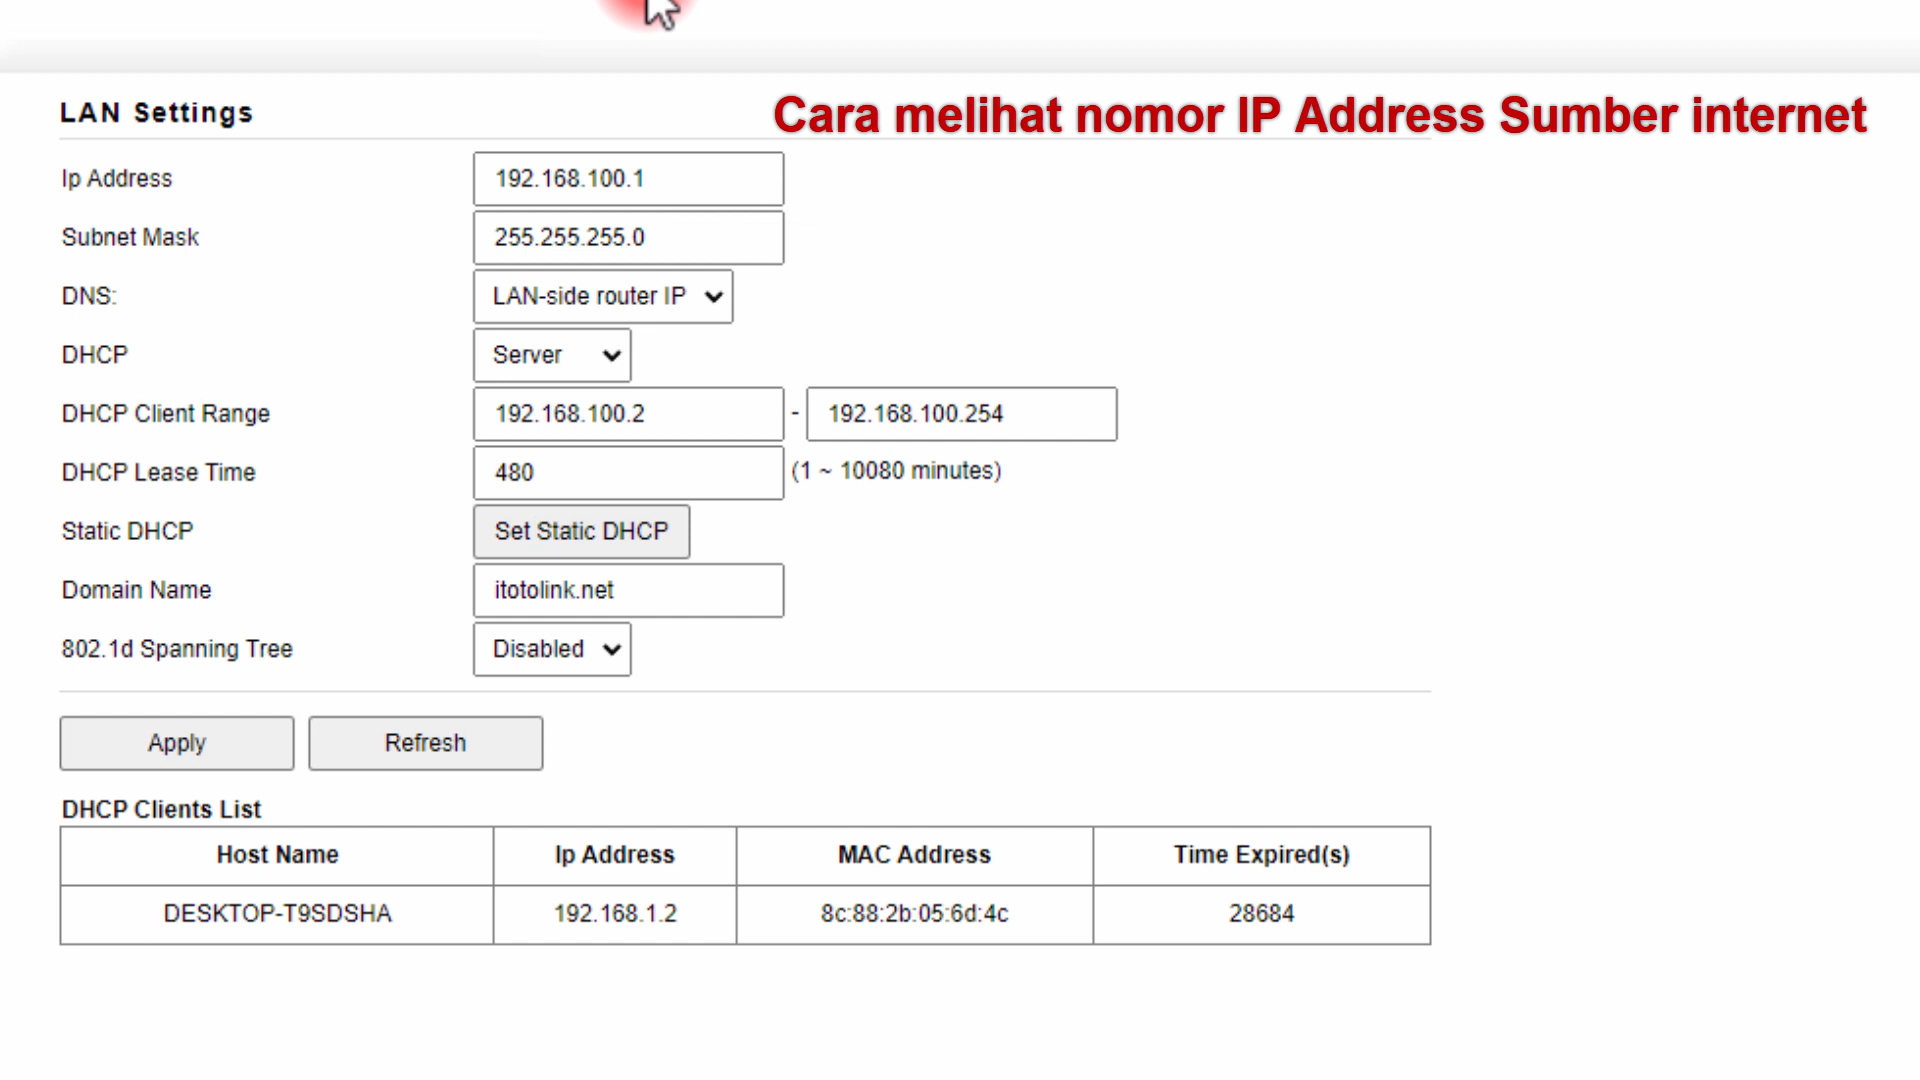 LAN Settings
Cara melihat nomor IP Address Sumber internet
Ip Address 192.168.100.1
Subnet Mask 255.255.255.0
DNS: LAN-side router IP
DHCP Server
DHCP Client Range 192.168.100.2 - 192.168.100.254
DHCP Lease Time 480 (1 ~ 10080 minutes)
Static DHCP Set Static DHCP
Domain Name itotolink.net
802.1d Spanning Tree Disabled
Apply Refresh
DHCP Clients List
Host Name Ip Address MAC Address Time Expired(s)
DESKTOP-T9SDSHA 192.168.1.2 8c:88:2b:05:6d:4c 28684